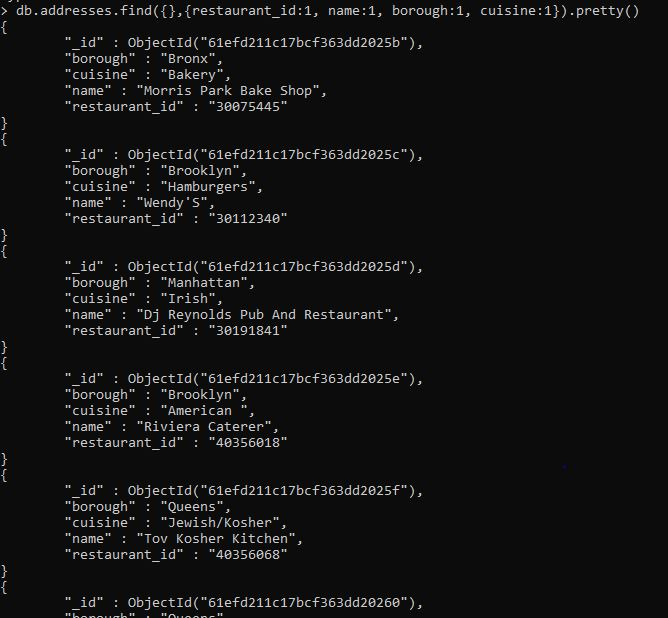 > db.addresses.find({},{restaurant_id:1, name:1, borough:1, cuisine:1}).pretty()
{
        "_id" : ObjectId("61efd211c17bcf363dd2025b"),
        "borough" : "Bronx",
        "cuisine" : "Bakery",
        "name" : "Morris Park Bake Shop",
        "restaurant_id" : "30075445"
}
{
        "_id" : ObjectId("61efd211c17bcf363dd2025c"),
        "borough" : "Brooklyn",
        "cuisine" : "Hamburgers",
        "name" : "Wendy'S",
        "restaurant_id" : "30112340"
}
{
        "_id" : ObjectId("61efd211c17bcf363dd2025d"),
        "borough" : "Manhattan",
        "cuisine" : "Irish",
        "name" : "Dj Reynolds Pub And Restaurant",
        "restaurant_id" : "30191841"
}
{
        "_id" : ObjectId("61efd211c17bcf363dd2025e"),
        "borough" : "Brooklyn",
        "cuisine" : "American ",
        "name" : "Riviera Caterer",
        "restaurant_id" : "40356018"
}
{
        "_id" : ObjectId("61efd211c17bcf363dd2025f"),
        "borough" : "Queens",
        "cuisine" : "Jewish/Kosher",
        "name" : "Tov Kosher Kitchen",
        "restaurant_id" : "40356068"
}
{
        "_id" : ObjectId("61efd211c17bcf363dd20260"),
        "borough" : "Queens"